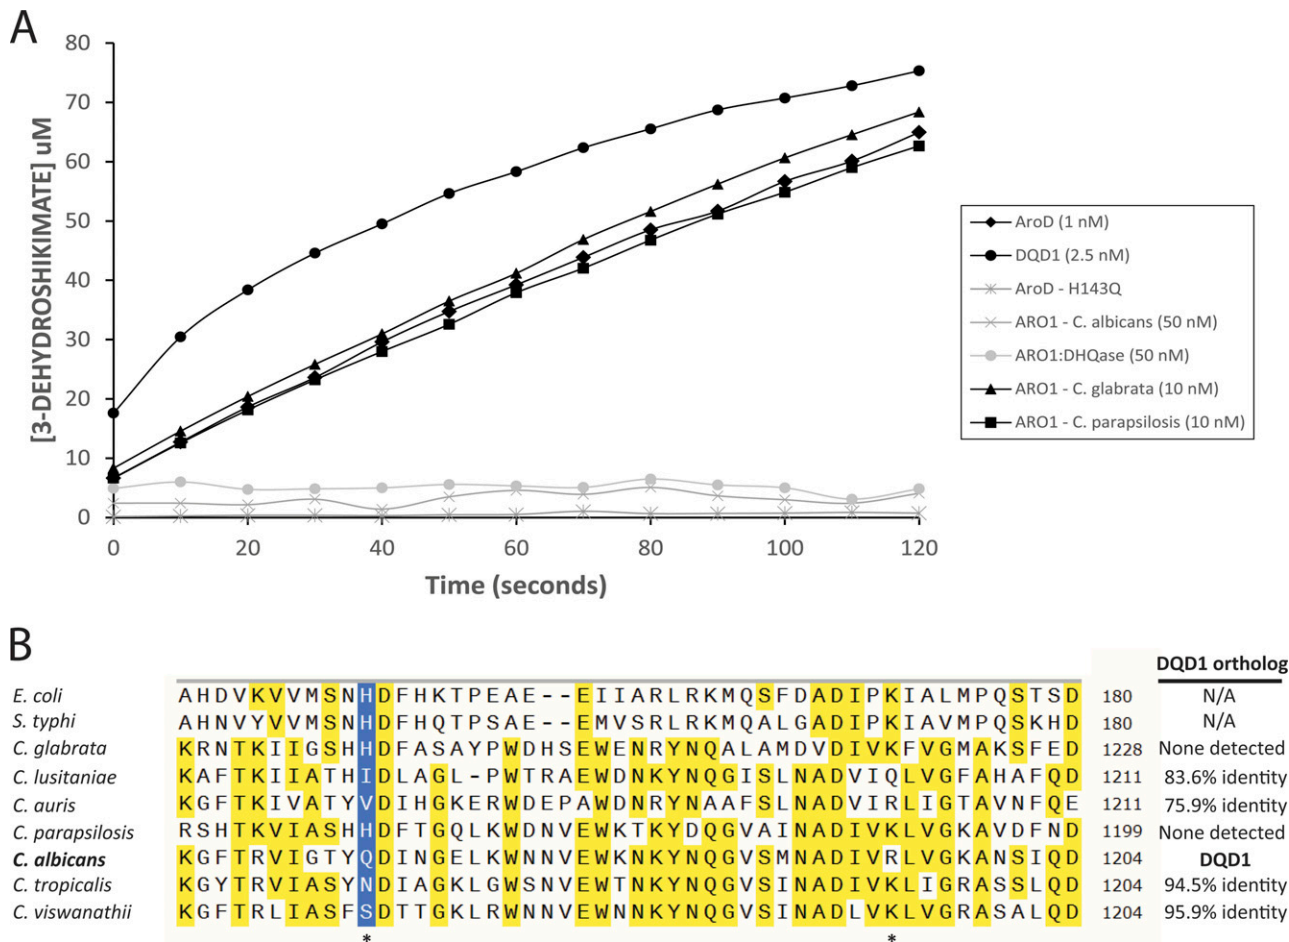 A
[3-DEHYDROSHIKIMATE] uM
80
70
60
50
40
30
20
10
0
0 20 40 60 80 100 120
Time (seconds)
AroD (1 nM)
DQD1 (2.5 nM)
AroD - H143Q
ARO1 - C. albicans (50 nM)
ARO1:DHQase (50 nM)
ARO1 - C. glabrata (10 nM)
ARO1 - C. parapsilosis (10 nM)
B
DQD1 ortholog
E. coli AHDVKVVMSNHDFHKTPEAE--EIIARLRKMQSFDADIPKIALMPQSTSD 180 N/A
S. typhi AHNVYVVMSNHDFHQTPSAE--EMVSRLRKMQALGADIPKIAVMPQSKHD 180 N/A
C. glabrata KRNTKIIGSHHDFASAYPWDHSEWENRYNQALAMDVDIVKFVGMAKSFED 1228 None detected
C. lusitaniae KAFTKIIATHIDLAGL-PWTRAEWDNKYNQGISLNADVIQLVGFAHAFQD 1211 83.6% identity
C. auris KGFTKIVATYVDIHGKERWDEPAWDNRYNAAFSLNADVIRLIGTAVNFQE 1211 75.9% identity
C. parapsilosis RSHTKVIASHHDFTGQLKWDNVEWKTKYDQGVAINADIVKLVGKAVDFND 1199 None detected
C. albicans KGFTRVIGTYQDINGELKWNNVEWKNKYNQGVSMNADIVRLVGKANSIQD 1204 DQD1
C. tropicalis KGYTRVIASYNDIAGKLGWSNVEWTNKYNQGVSINADIVKLIGRASSLQD 1204 94.5% identity
C. viswanathii KGFTRLIASFSDTTGKLRWNNVEWNNKYNQGVSINADLVKLVGRASALQD 1204 95.9% identity
* *